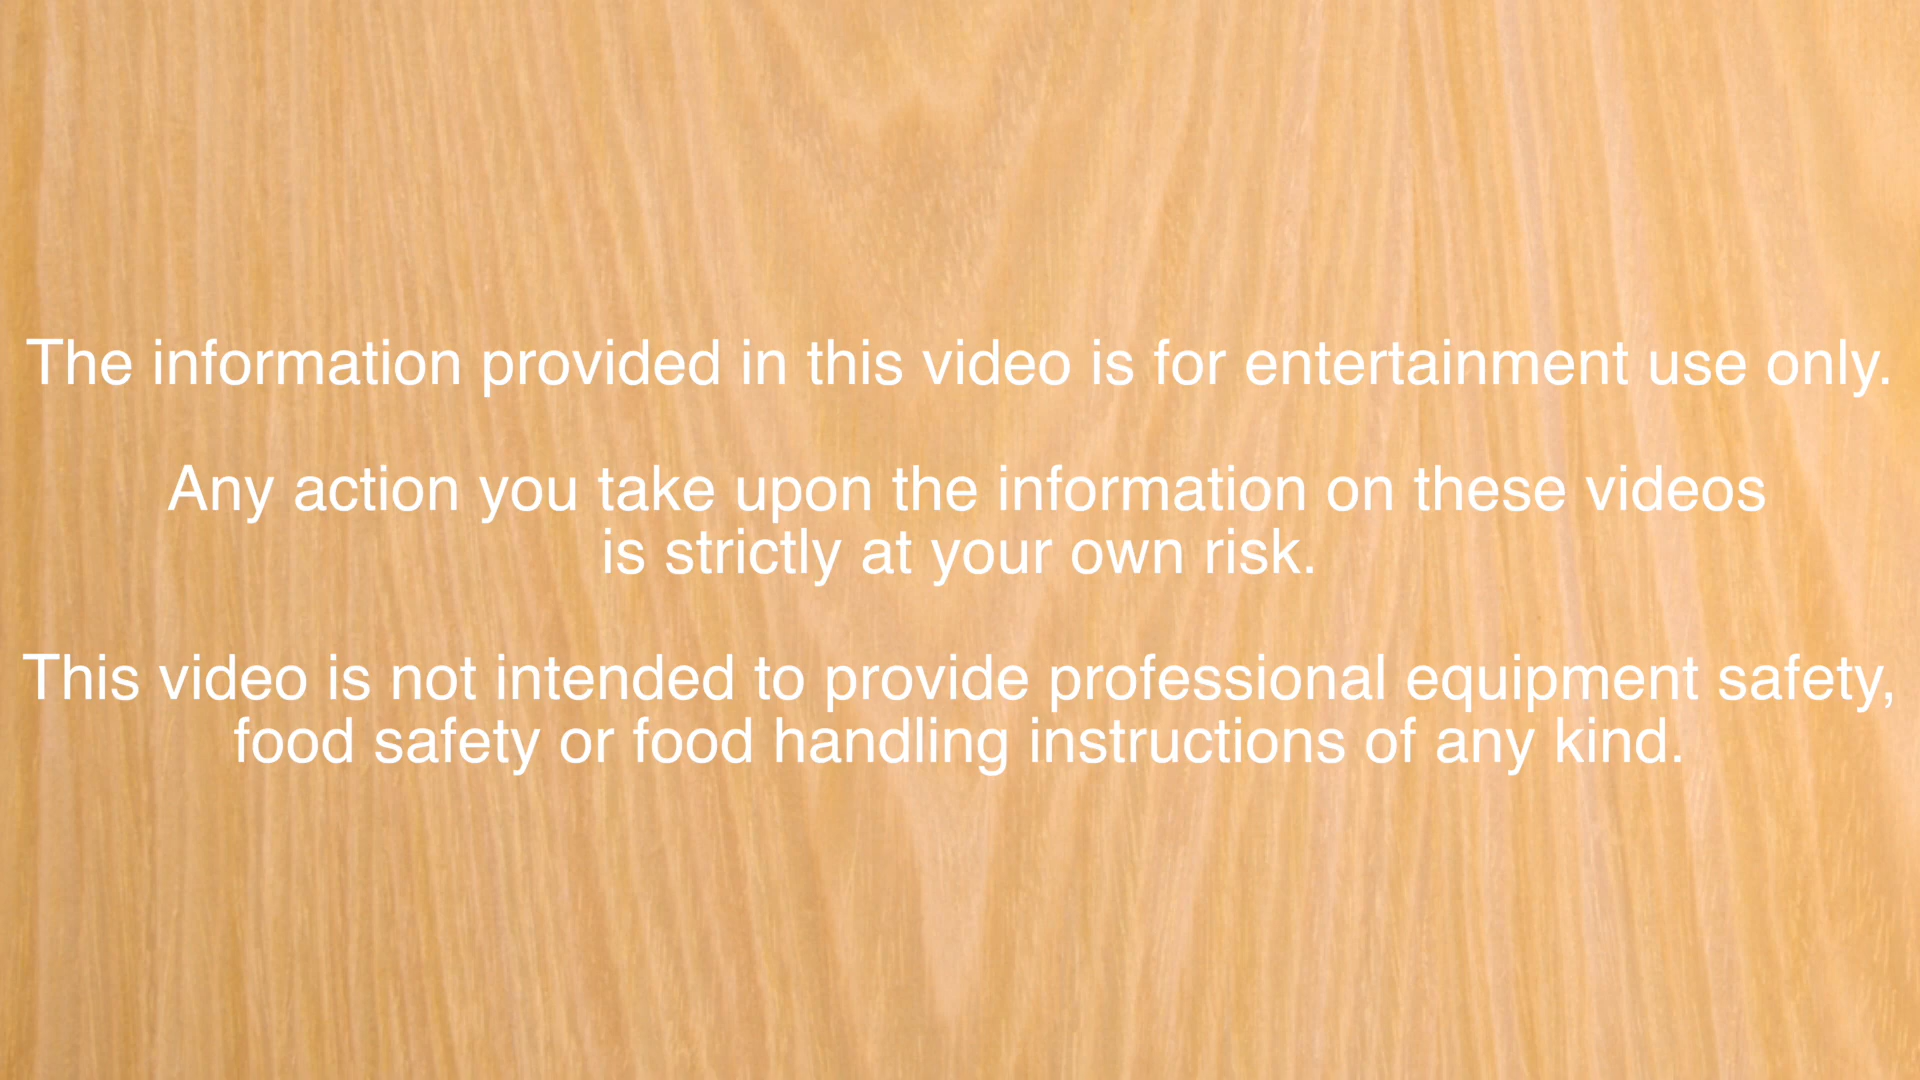 The information provided in this video is for entertainment use only.
Any action you take upon the information on these videos
is strictly at your own risk.
This video is not intended to provide professional equipment safety,
food safety or food handling instructions of any kind.